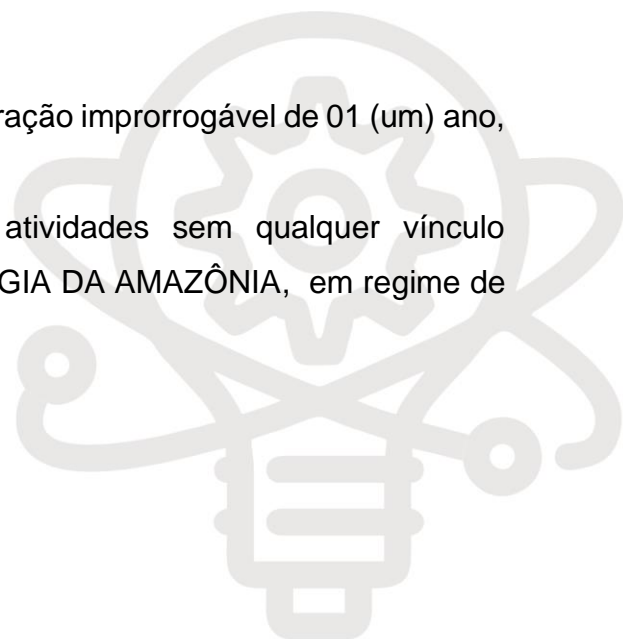 ração improrrogável de 01 (um) ano,
atividades sem qualquer vínculo
GIA DA AMAZÔNIA, em regime de